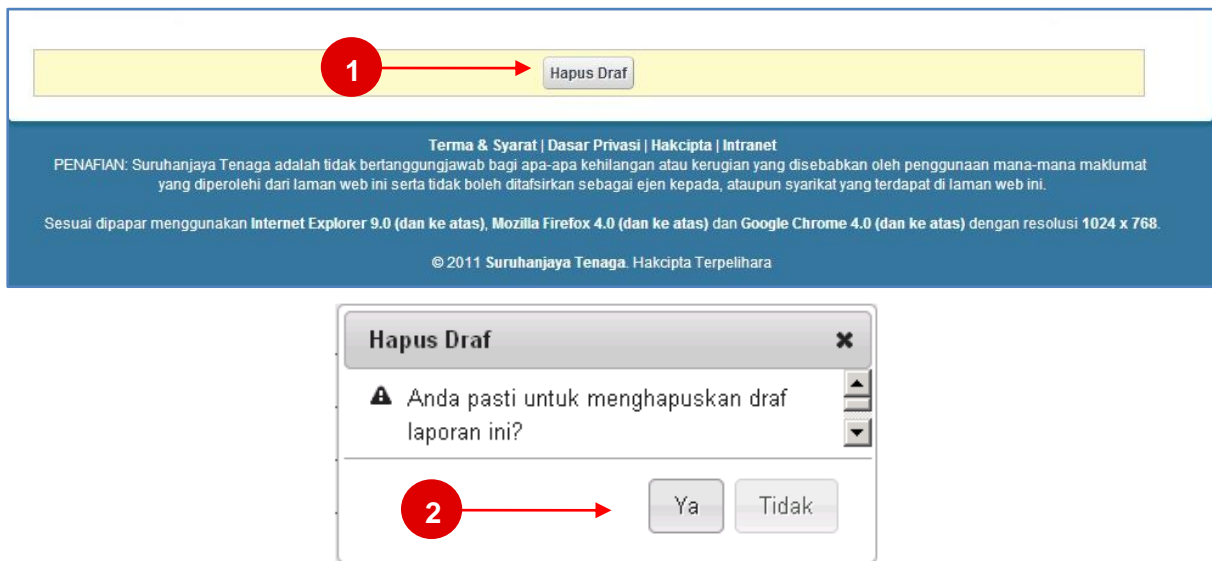 1
Hapus Draf
Terma & Syarat | Dasar Privasi | Hakcipta | Intranet
PENAFIAN: Suruhanjaya Tenaga adalah tidak bertanggungjawab bagi apa-apa kehilangan atau kerugian yang disebabkan oleh penggunaan mana-mana maklumat
yang diperolehi dari laman web ini serta tidak boleh ditafsirkan sebagai ejen kepada, ataupun syarikat yang terdapat di laman web ini.
Sesuai dipapar menggunakan Internet Explorer 9.0 (dan ke atas), Mozilla Firefox 4.0 (dan ke atas) dan Google Chrome 4.0 (dan ke atas) dengan resolusi 1024 x 768.
© 2011 Suruhanjaya Tenaga. Hakcipta Terpelihara
Hapus Draf
Anda pasti untuk menghapuskan draf
laporan ini?
2
Ya Tidak